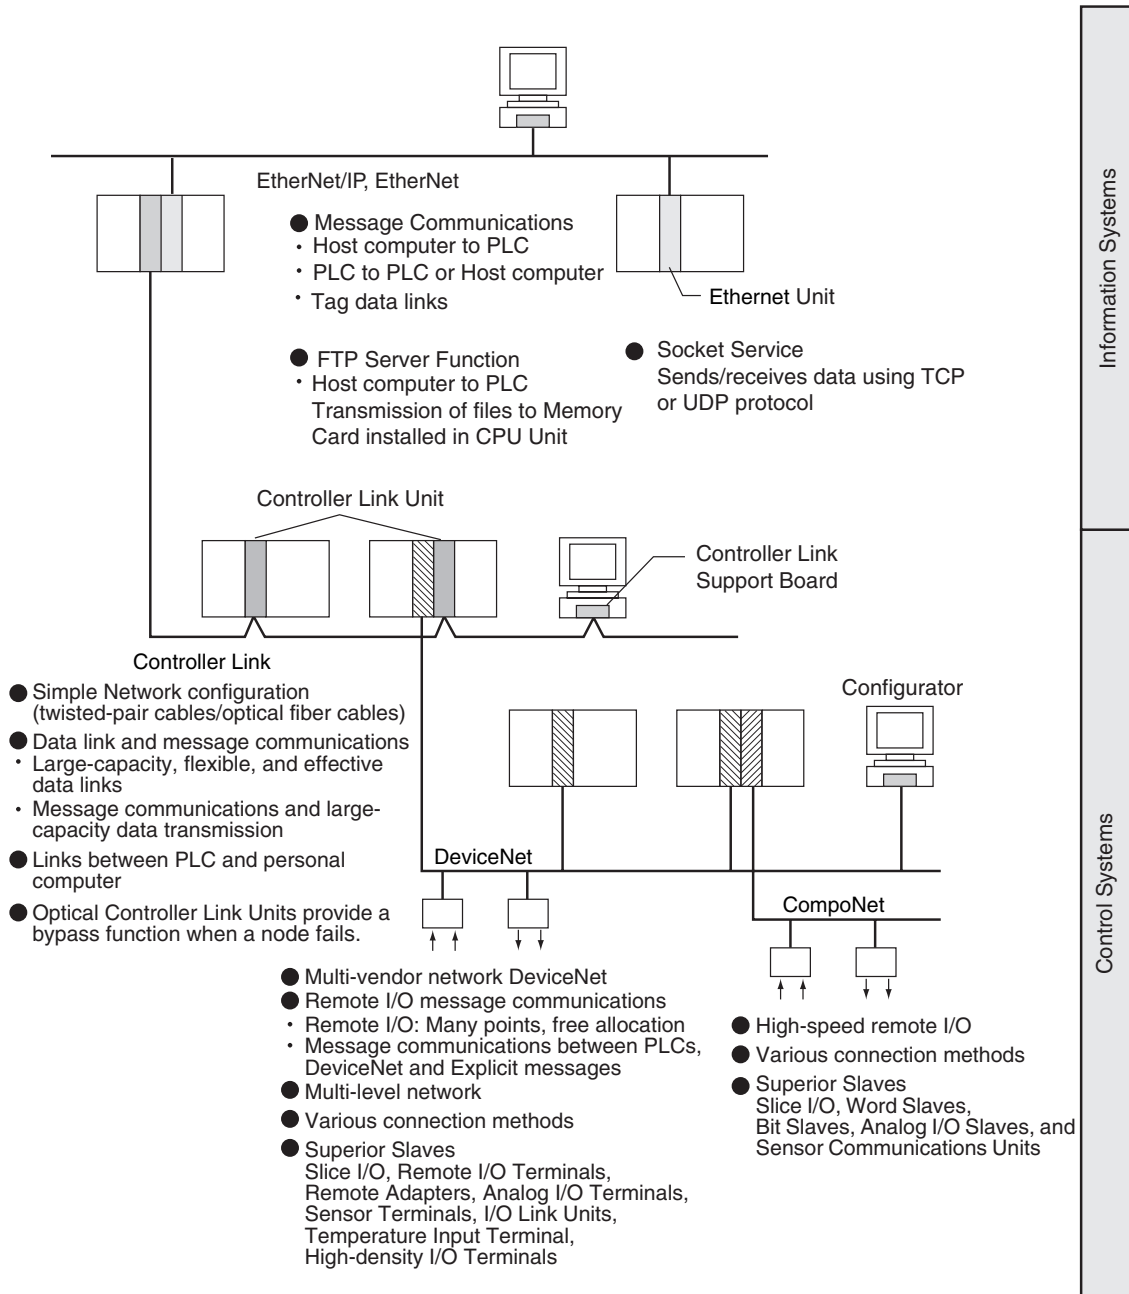 EtherNet/IP, EtherNet
● Message Communications
・ Host computer to PLC
・ PLC to PLC or Host computer
・ Tag data links
Ethernet Unit
● FTP Server Function
・ Host computer to PLC
Transmission of files to Memory
Card installed in CPU Unit
● Socket Service
Sends/receives data using TCP
or UDP protocol
Information Systems
Controller Link Unit
Controller Link
Support Board
Controller Link
● Simple Network configuration
(twisted-pair cables/optical fiber cables)
● Data link and message communications
・ Large-capacity, flexible, and effective
data links
・ Message communications and large-
capacity data transmission
● Links between PLC and personal
computer
● Optical Controller Link Units provide a
bypass function when a node fails.
Configurator
DeviceNet
CompoNet
● Multi-vendor network DeviceNet
● Remote I/O message communications
・ Remote I/O: Many points, free allocation
・ Message communications between PLCs,
DeviceNet and Explicit messages
● Multi-level network
● Various connection methods
● Superior Slaves
Slice I/O, Remote I/O Terminals,
Remote Adapters, Analog I/O Terminals,
Sensor Terminals, I/O Link Units,
Temperature Input Terminal,
High-density I/O Terminals
● High-speed remote I/O
● Various connection methods
● Superior Slaves
Slice I/O, Word Slaves,
Bit Slaves, Analog I/O Slaves, and
Sensor Communications Units
Control Systems